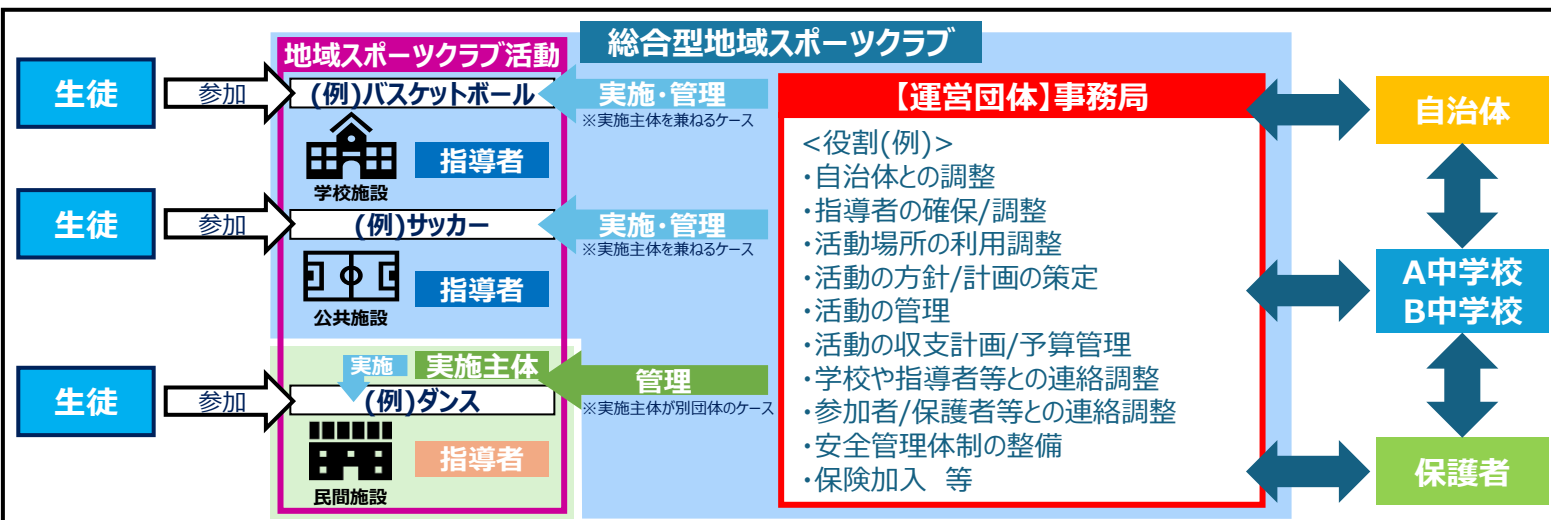 総合型地域スポーツクラブ
地域スポーツクラブ活動
生徒
参加
(例)バスケットボール
実施・管理
※実施主体を兼ねるケース
指導者
学校施設
生徒
参加
(例)サッカー
実施・管理
※実施主体を兼ねるケース
指導者
公共施設
実施
実施主体
生徒
参加
(例)ダンス
管理
※実施主体が別団体のケース
指導者
民間施設
【運営団体】事務局
<役割(例)>
・自治体との調整
・指導者の確保/調整
・活動場所の利用調整
・活動の方針/計画の策定
・活動の管理
・活動の収支計画/予算管理
・学校や指導者等との連絡調整
・参加者/保護者等との連絡調整
・安全管理体制の整備
・保険加入 等
自治体
A中学校
B中学校
保護者